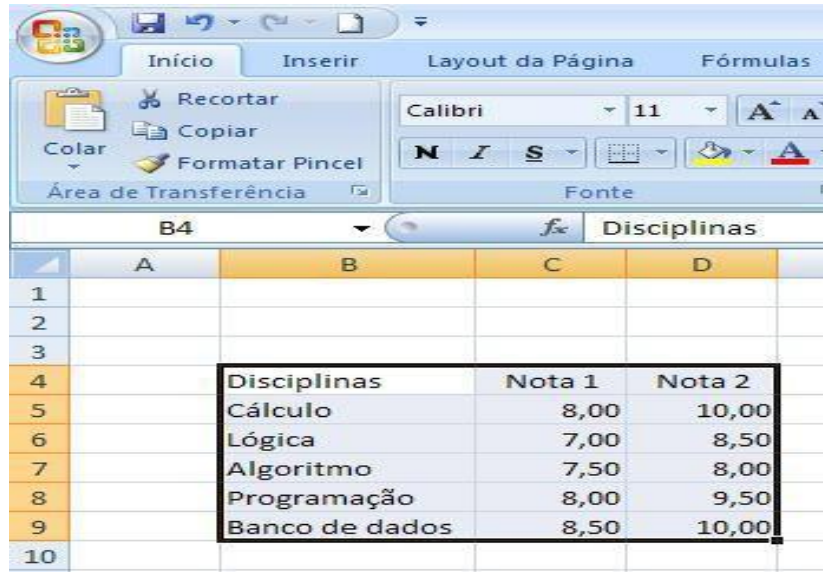 Início Inserir Layout da Página Fórmulas
Recortar
Copiar
Colar
Formatar Pincel
Área de Transferência
Calibri 11 A A
N I S A
Fonte
B4 fx Disciplinas
A B C D
1
2
3
4 Disciplinas Nota 1 Nota 2
5 Cálculo 8,00 10,00
6 Lógica 7,00 8,50
7 Algoritmo 7,50 8,00
8 Programação 8,00 9,50
9 Banco de dados 8,50 10,00
10